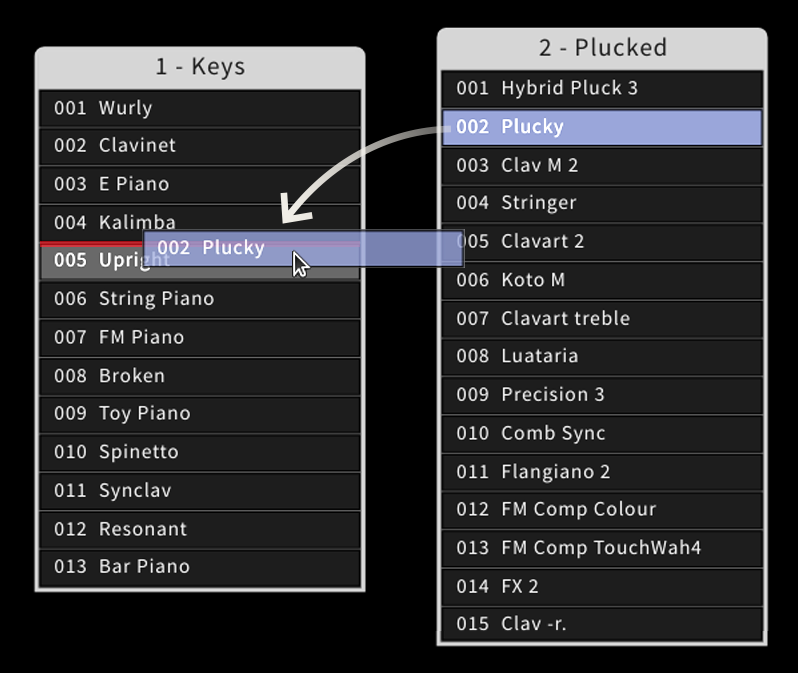 1 - Keys
001 Wurly
002 Clavinet
003 E Piano
004 Kalimba
005 Upright
006 String Piano
007 FM Piano
008 Broken
009 Toy Piano
010 Spinetto
011 Synclav
012 Resonant
013 Bar Piano
002 Plucky
2 - Plucked
001 Hybrid Pluck 3
002 Plucky
003 Clav M 2
004 Stringer
005 Clavart 2
006 Koto M
007 Clavart treble
008 Luataria
009 Precision 3
010 Comb Sync
011 Flangiano 2
012 FM Comp Colour
013 FM Comp TouchWah4
014 FX 2
015 Clav -r.